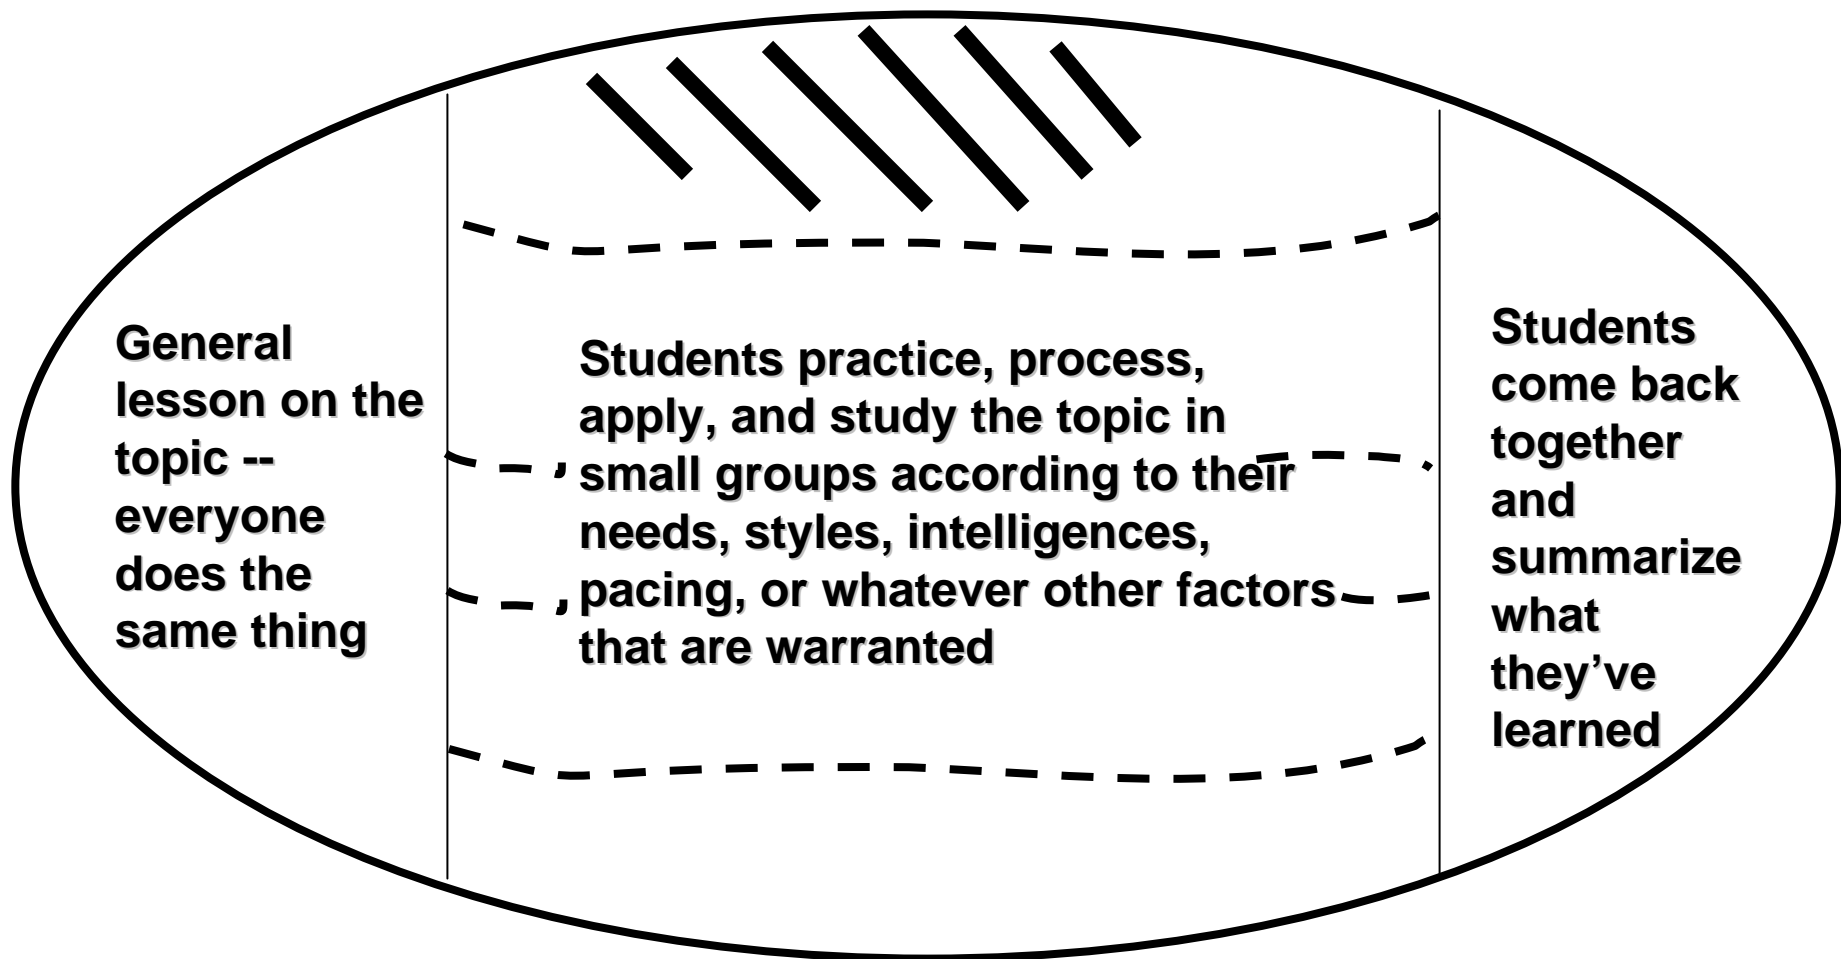 General
lesson on the
topic --
everyone
does the
same thing
Students practice, process,
apply, and study the topic in
small groups according to their
needs, styles, intelligences,
pacing, or whatever other factors
that are warranted
Students
come back
together
and
summarize
what
they’ve
learned